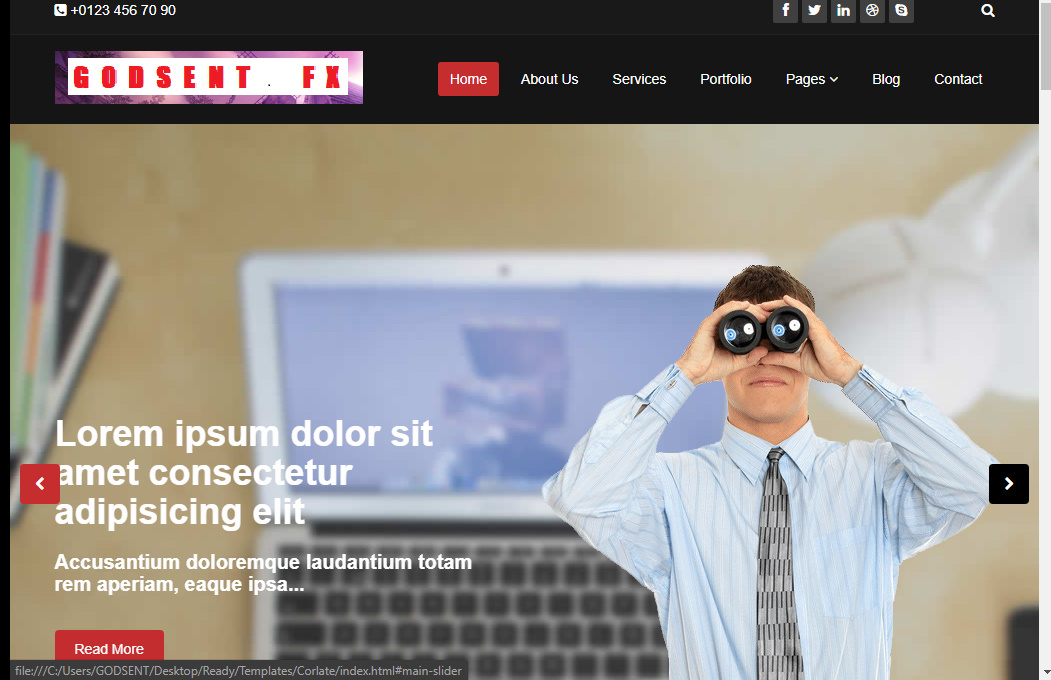 +0123 456 70 90
GODSENT . FX
Home About Us Services Portfolio Pages Blog Contact
Lorem ipsum dolor sit
amet consectetur
adipisicing elit
Accusantium doloremque laudantium totam
rem aperiam, eaque ipsa...
Read More
file:///C:/Users/GODSENT/Desktop/Ready/Templates/Corlate/index.html#main-slider